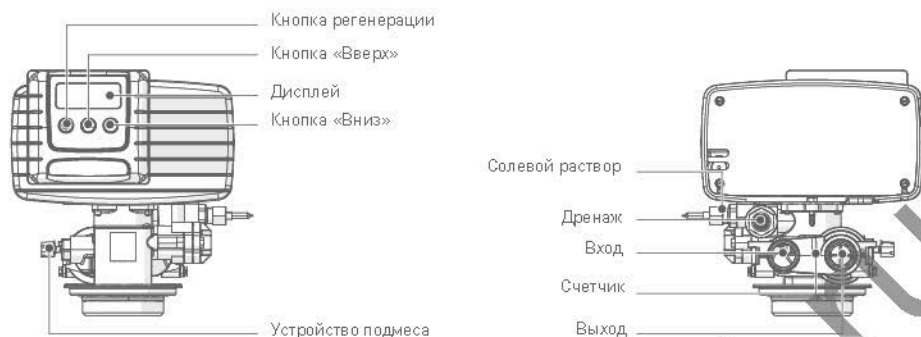 Кнопка регенерации
Кнопка «Вверх»
Дисплей
Кнопка «Вниз»
Устройство подмеса
Солевой раствор
Дренаж
Вход
Счетчик
Выход